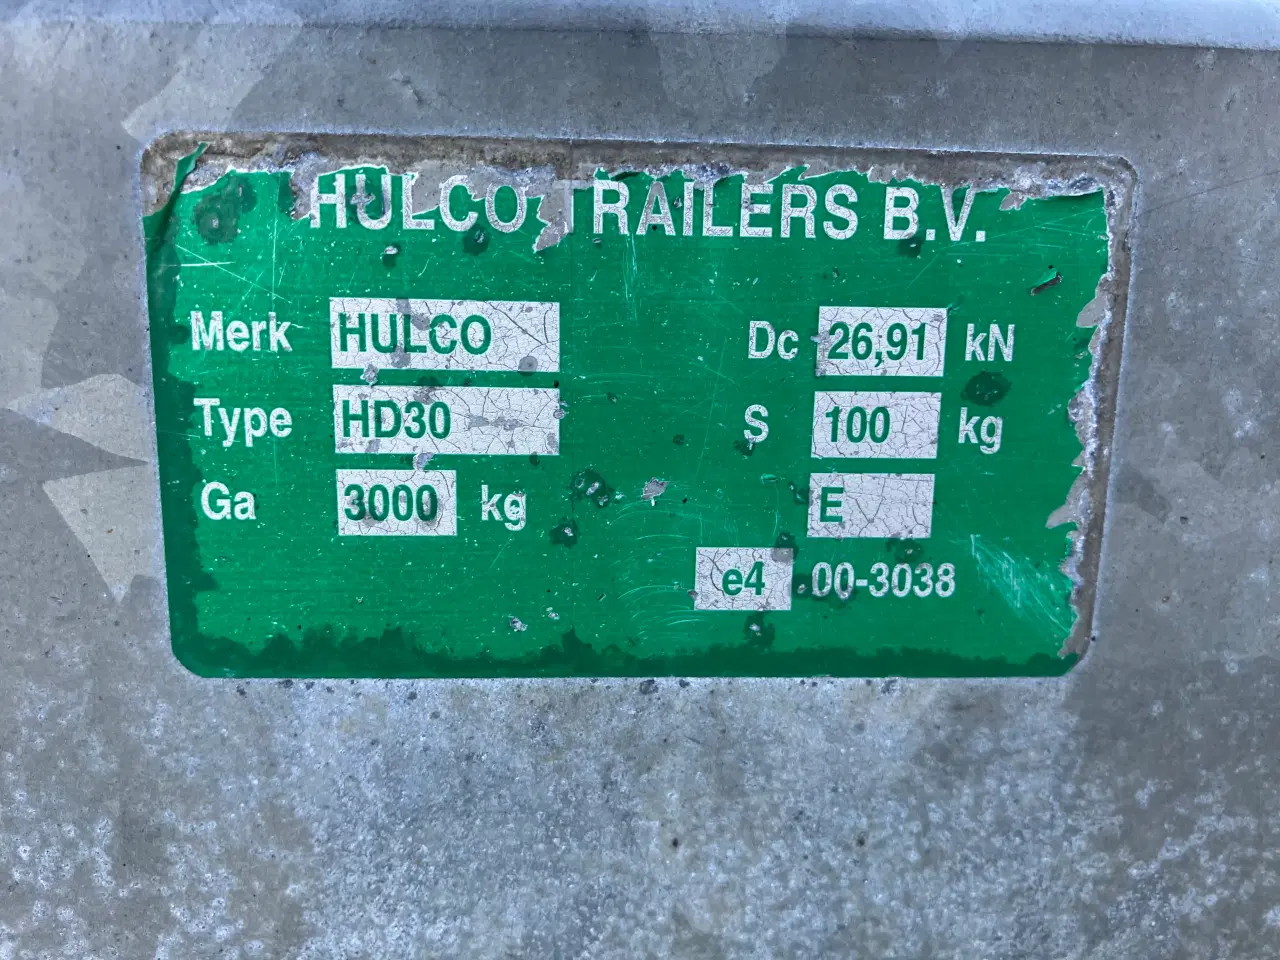 HULCO TRAILERS B.V.
Merk HULCO
Dc 26,91 kN
Type HD30
S 100 kg
Ga 3000 kg
E
e4 00-3038